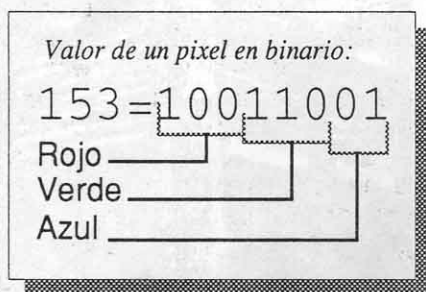 Valor de un pixel en binario:
153=10011001
Rojo
Verde
Azul